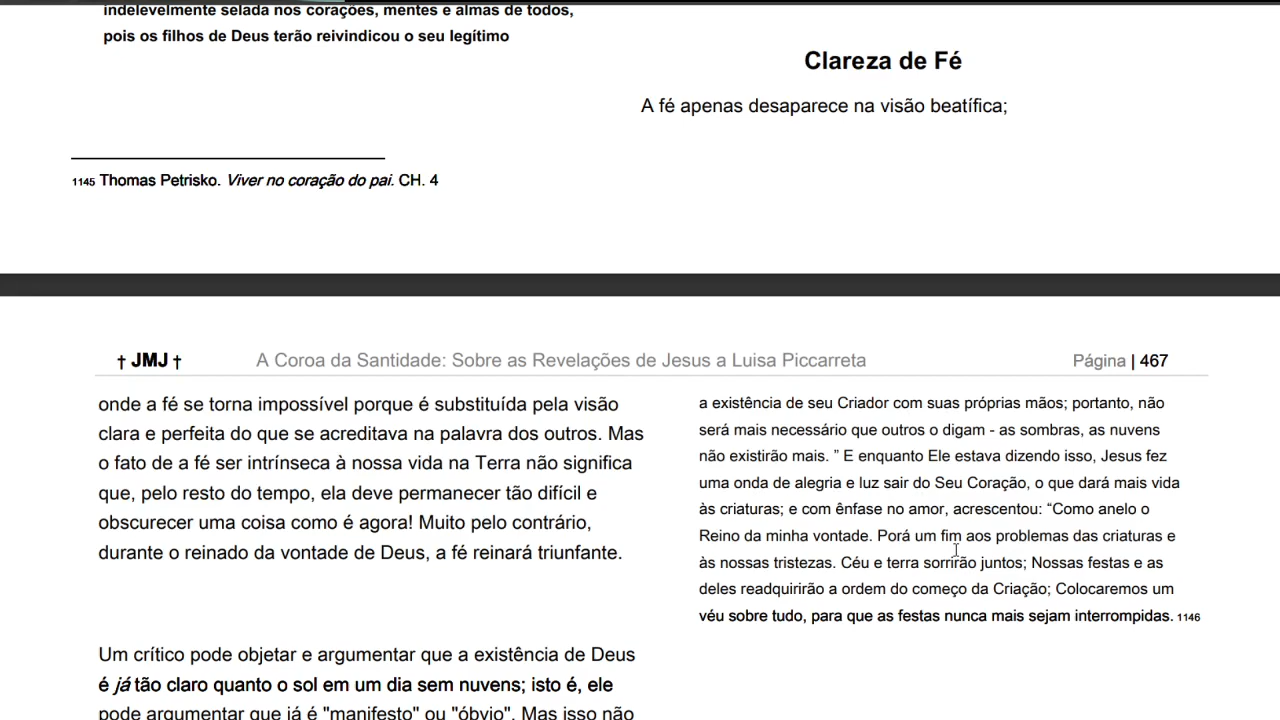 indelevelmente selada nos corações, mentes e almas de todos,
pois os filhos de Deus terão reivindicou o seu legítimo
1145 Thomas Petrisko. Viver no coração do pai. CH. 4
Clareza de Fé
A fé apenas desaparece na visão beatífica;
† JMJ † A Coroa da Santidade: Sobre as Revelações de Jesus a Luisa Piccarreta Página | 467
onde a fé se torna impossível porque é substituída pela visão
clara e perfeita do que se acreditava na palavra dos outros. Mas
o fato de a fé ser intrínseca à nossa vida na Terra não significa
que, pelo resto do tempo, ela deve permanecer tão difícil e
obscurecer uma coisa como é agora! Muito pelo contrário,
durante o reinado da vontade de Deus, a fé reinará triunfante.
Um crítico pode objetar e argumentar que a existência de Deus
é já tão claro quanto o sol em um dia sem nuvens; isto é, ele
pode argumentar que já é "manifesto" ou "óbvio". Mas isso não
a existência de seu Criador com suas próprias mãos; portanto, não
será mais necessário que outros o digam - as sombras, as nuvens
não existirão mais. ” E enquanto Ele estava dizendo isso, Jesus fez
uma onda de alegria e luz sair do Seu Coração, o que dará mais vida
às criaturas; e com ênfase no amor, acrescentou: “Como anelo o
Reino da minha vontade. Porá um fim aos problemas das criaturas e
às nossas tristezas. Céu e terra sorrirão juntos; Nossas festas e as
deles readquirirão a ordem do começo da Criação; Colocaremos um
véu sobre tudo, para que as festas nunca mais sejam interrompidas. 1146